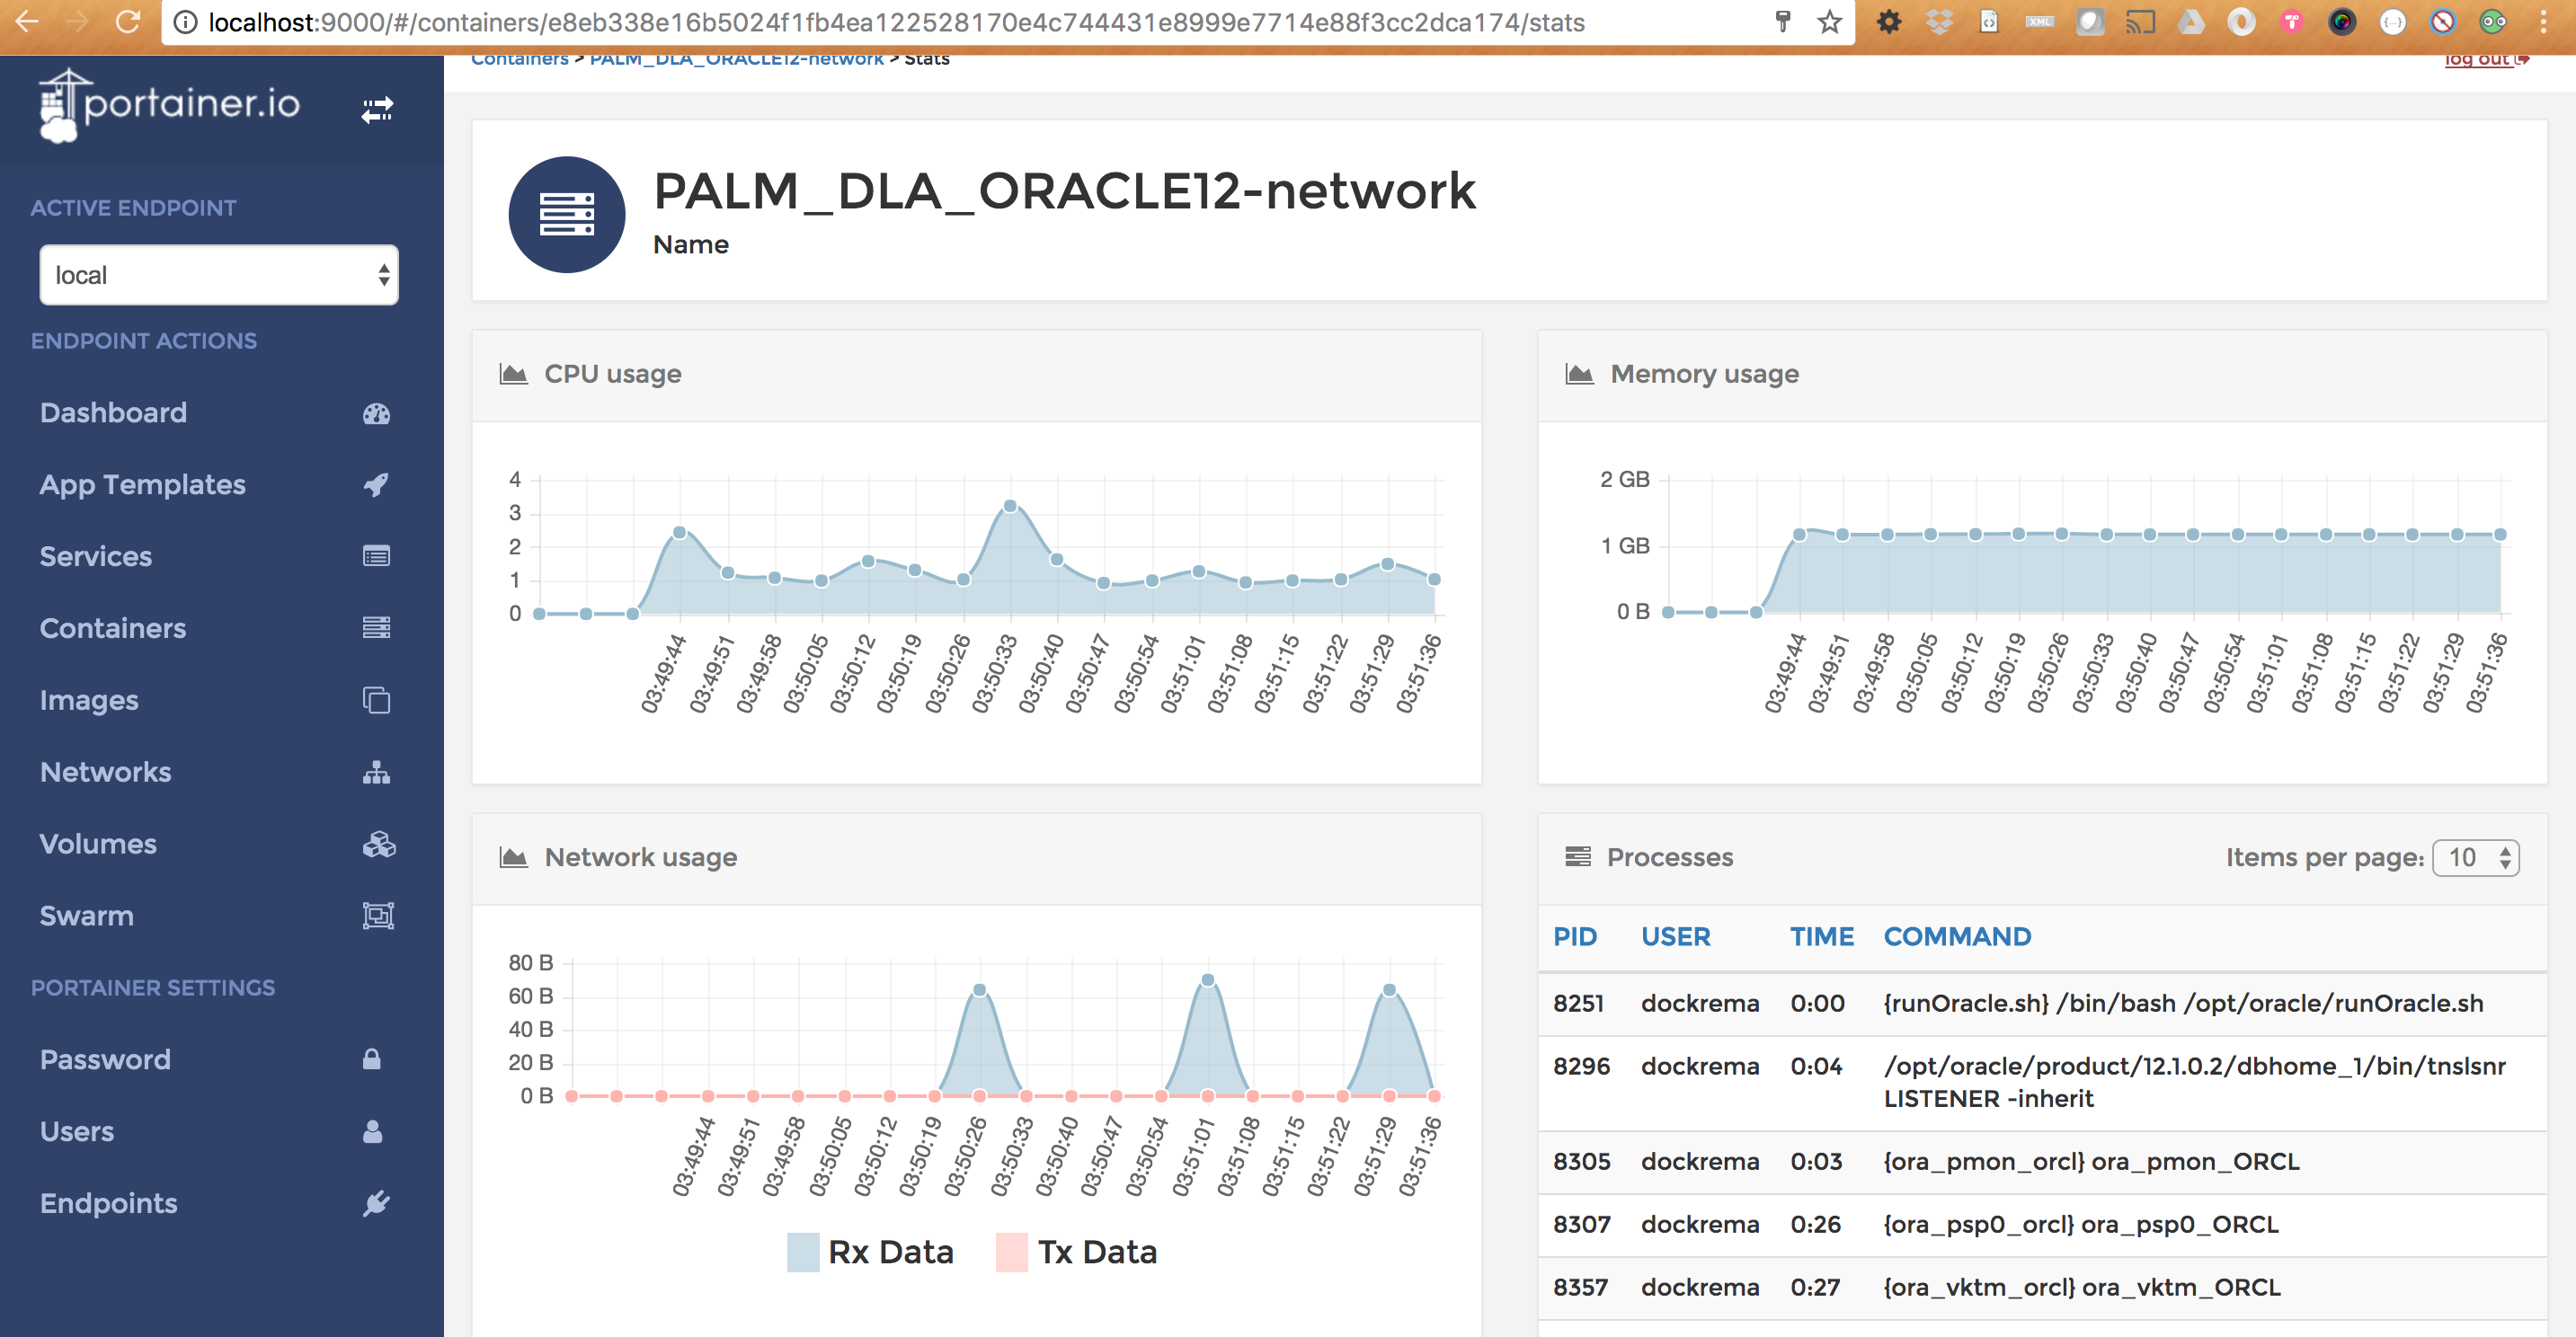 localhost:9000/#/containers/e8eb338e16b5024f1fb4ea122528170e4c744431e8999e7714e88f3cc2dca174/stats
XML
portainer.io
ACTIVE ENDPOINT
local
ENDPOINT ACTIONS
Dashboard
App Templates
Services
Containers
Images
Networks
Volumes
Swarm
PORTAINER SETTINGS
Password
Users
Endpoints
Containers > PALM_DLA_ORACLE12-network > Stats
log out
PALM_DLA_ORACLE12-network
Name
CPU usage
4
3
2
1
0
03:49:44 03:49:51 03:49:58 03:50:05 03:50:12 03:50:19 03:50:26 03:50:33 03:50:40 03:50:47 03:50:54 03:51:01 03:51:08 03:51:15 03:51:22 03:51:29 03:51:36
Memory usage
2 GB
1 GB
0 B
03:49:44 03:49:51 03:49:58 03:50:05 03:50:12 03:50:19 03:50:26 03:50:33 03:50:40 03:50:47 03:50:54 03:51:01 03:51:08 03:51:15 03:51:22 03:51:29 03:51:36
Network usage
80 B
60 B
40 B
20 B
0 B
03:49:44 03:49:51 03:49:58 03:50:05 03:50:12 03:50:19 03:50:26 03:50:33 03:50:40 03:50:47 03:50:54 03:51:01 03:51:08 03:51:15 03:51:22 03:51:29 03:51:36
Rx Data Tx Data
Processes
Items per page: 10
PID USER TIME COMMAND
8251 dockrema 0:00 {runOracle.sh} /bin/bash /opt/oracle/runOracle.sh
8296 dockrema 0:04 /opt/oracle/product/12.1.0.2/dbhome_1/bin/tnslsnr
LISTENER -inherit
8305 dockrema 0:03 {ora_pmon_orcl} ora_pmon_ORCL
8307 dockrema 0:26 {ora_psp0_orcl} ora_psp0_ORCL
8357 dockrema 0:27 {ora_vktm_orcl} ora_vktm_ORCL